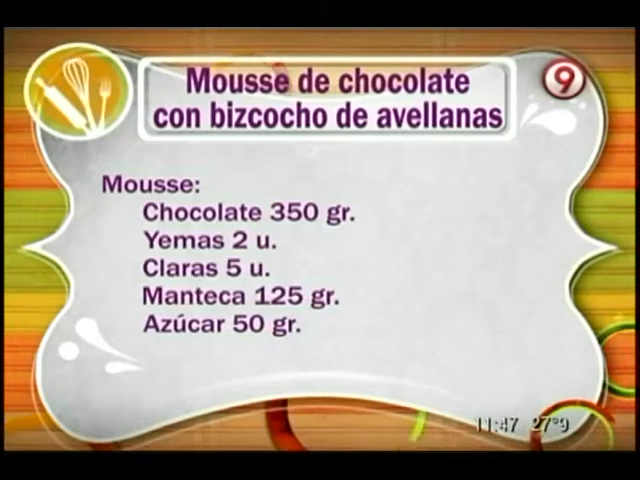 Mousse de chocolate
con bizcocho de avellanas
9
Mousse:
Chocolate 350 gr.
Yemas 2 u.
Claras 5 u.
Manteca 125 gr.
Azúcar 50 gr.
11:47 27°9